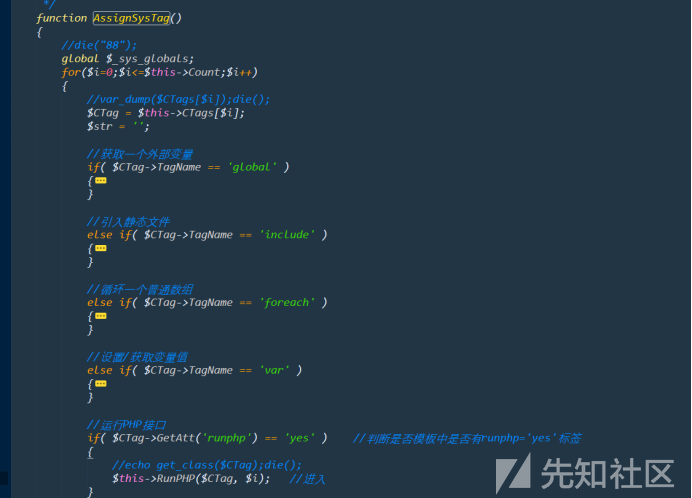 */
function AssignSysTag()
{
//die("88");
global $_sys_globals;
for($i=0;$i<=$this->Count;$i++)
{
//var_dump($CTags[$i]);die();
$CTag = $this->CTags[$i];
$str = '';
//获取一个外部变量
if( $CTag->TagName == 'global' )
{
}
//引入静态文件
else if( $CTag->TagName == 'include' )
{
}
//循环一个普通数组
else if( $CTag->TagName == 'foreach' )
{
}
//设置/获取变量值
else if( $CTag->TagName == 'var' )
{
}
//运行PHP接口
if( $CTag->GetAtt('runphp') == 'yes' ) //判断是否模板中是否有runphp='yes'标签
{
//echo get_class($CTag);die();
$this->RunPHP($CTag, $i); //进入
}
先知社区